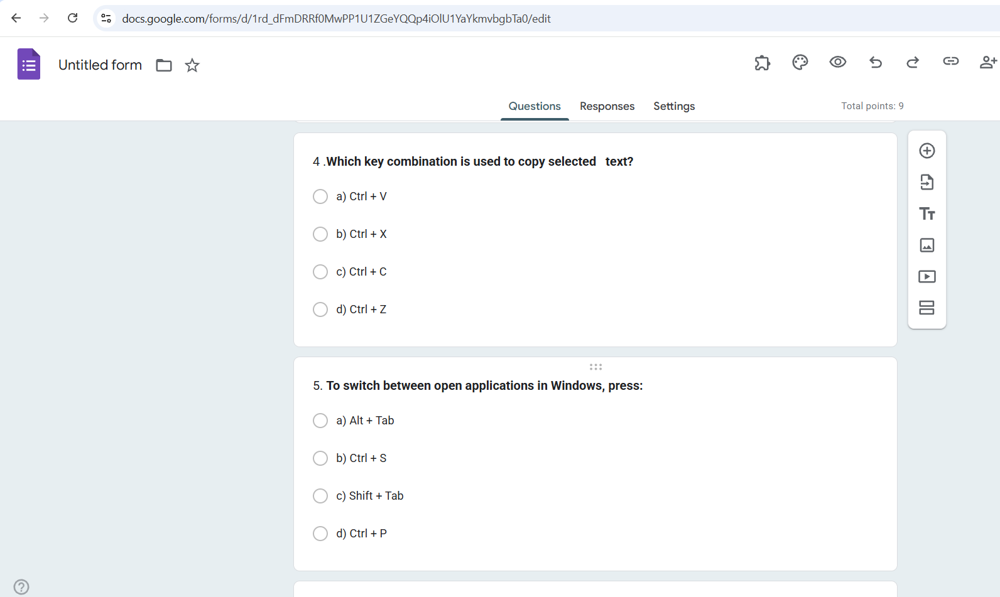 docs.google.com/forms/d/1rd_dFmDRRf0MwPP1U1ZGeYQQp4iOlU1YaYkmvbgbTa0/edit
Untitled form
Questions Responses Settings Total points: 9
4 .Which key combination is used to copy selected   text?
a) Ctrl + V
b) Ctrl + X
c) Ctrl + C
d) Ctrl + Z
5. To switch between open applications in Windows, press:
a) Alt + Tab
b) Ctrl + S
c) Shift + Tab
d) Ctrl + P